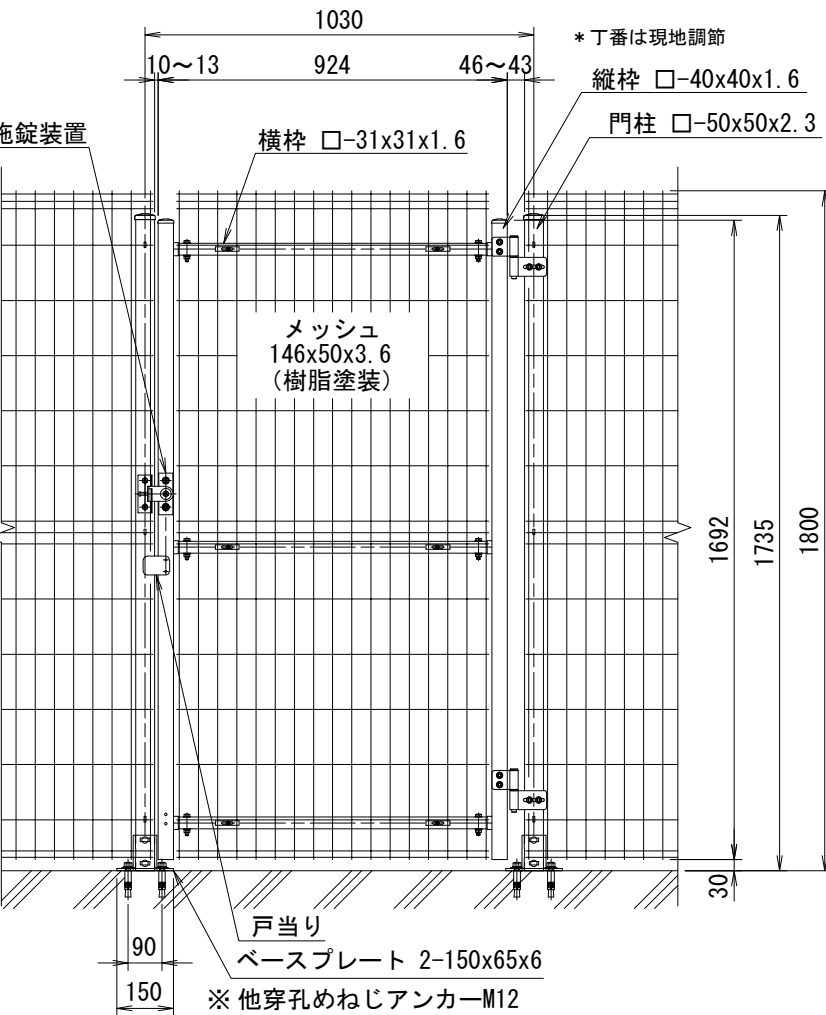 1030
*丁番は現地調節
10～13
924
46～43
縦枠 □-40x40x1.6
施錠装置
横枠 □-31x31x1.6
門柱 □-50x50x2.3
メッシュ
146x50x3.6
(樹脂塗装)
1692
1735
1800
30
戸当り
90
ベースプレート 2-150x65x6
150
※ 他穿孔めねじアンカーM12